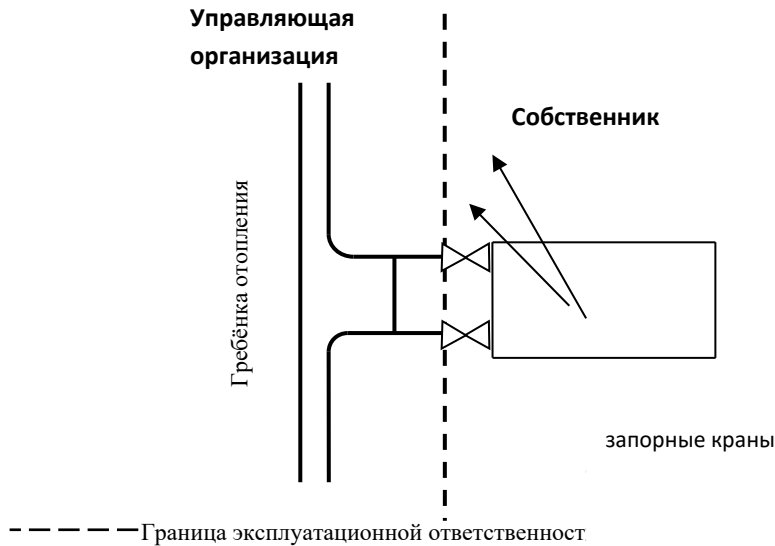 Управляющая
организация
Собственник
Гребёнка отопления
запорные краны
Граница эксплуатационной ответственност